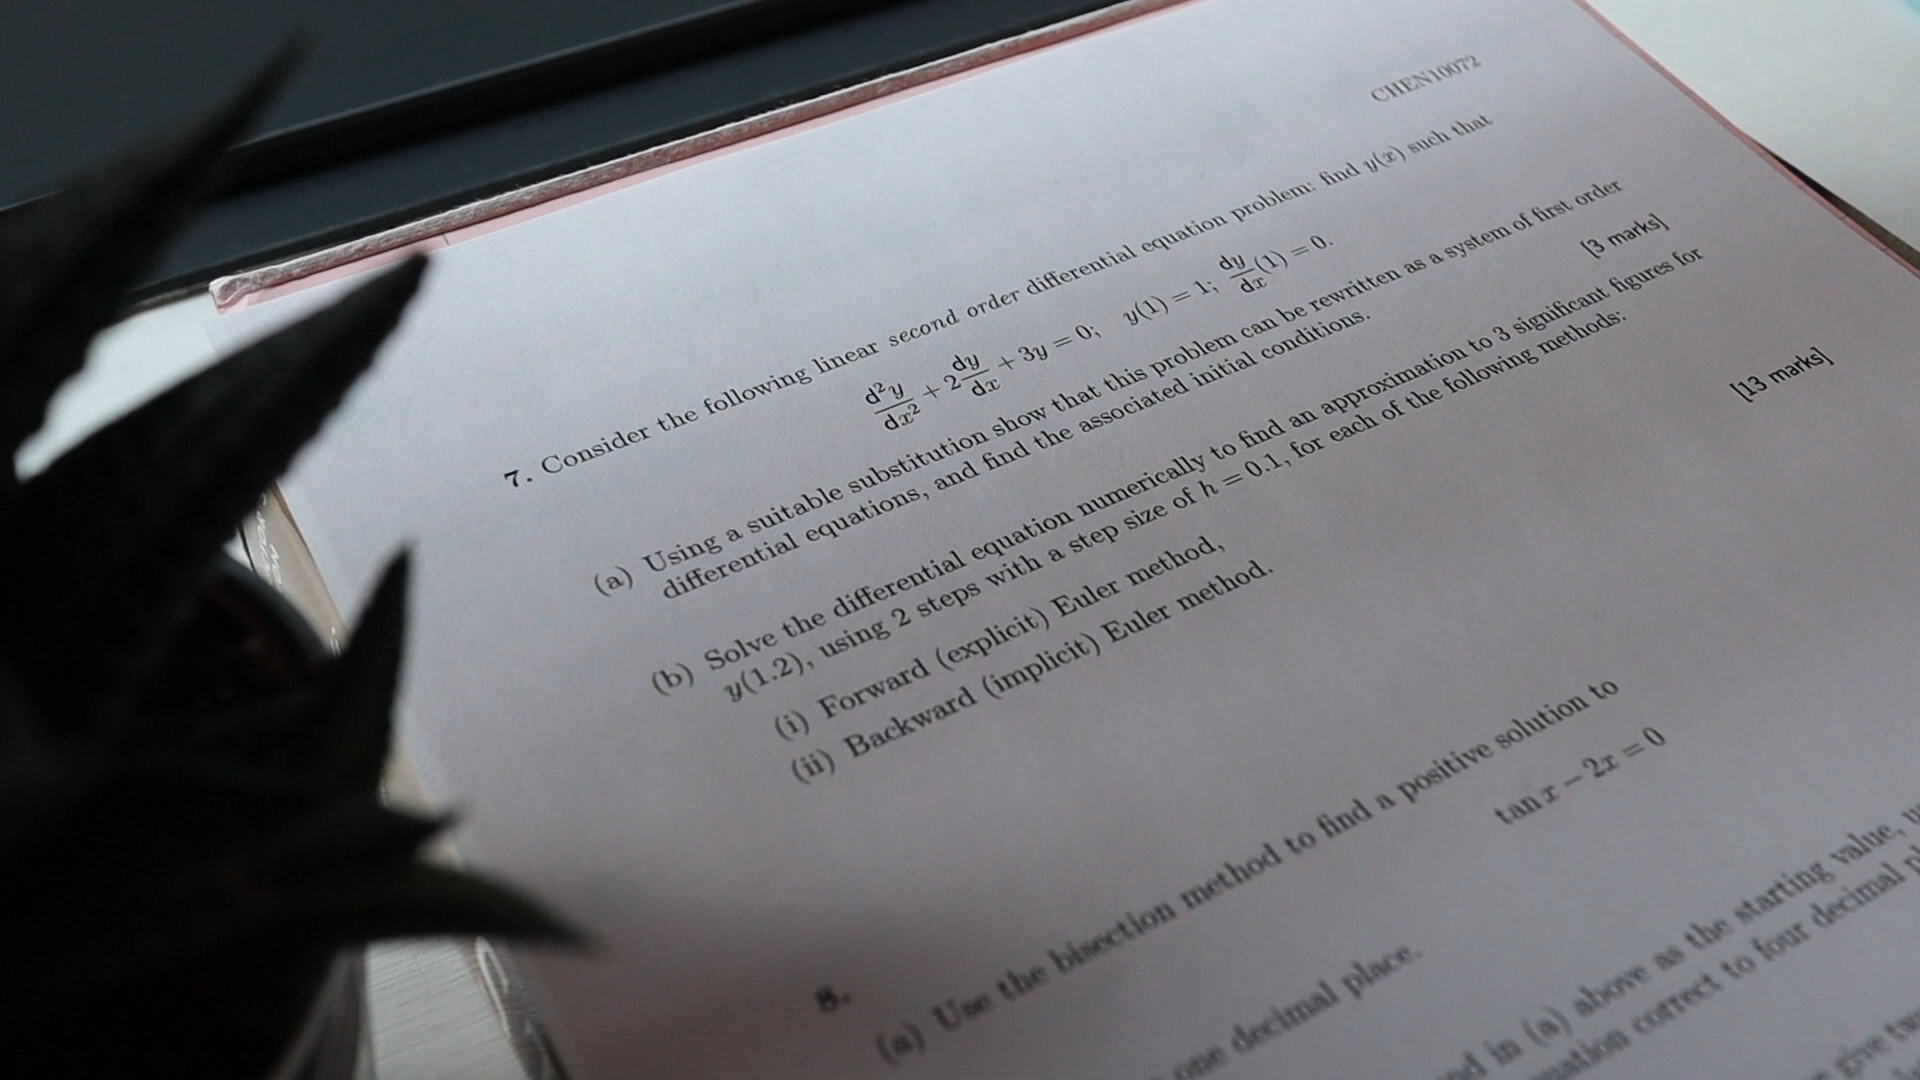 CHEN10072
7. Consider the following linear second order differential equation problem: find y(x) such that
d²y/dx² + 2dy/dx + 3y = 0; y(1) = 1; dy/dx(1) = 0.
(a) Using a suitable substitution show that this problem can be rewritten as a system of first order
differential equations, and find the associated initial conditions.
[3 marks]
(b) Solve the differential equation numerically to find an approximation to 3 significant figures for
y(1.2), using 2 steps with a step size of h = 0.1, for each of the following methods:
(i) Forward (explicit) Euler method,
(ii) Backward (implicit) Euler method.
[13 marks]
8.
(a) Use the bisection method to find a positive solution to
tan x − 2x = 0
one decimal place.
in (a) above as the starting value,
correct to four decimal
give